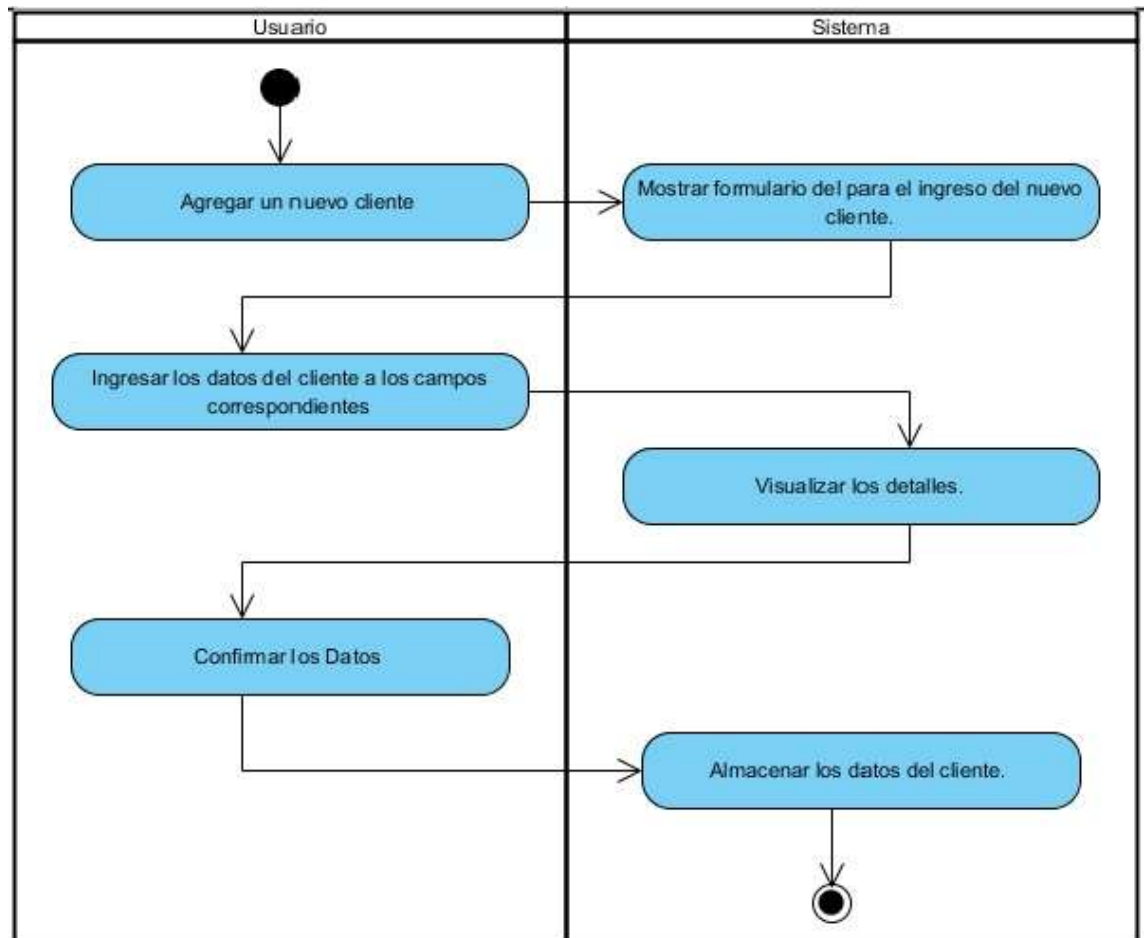 Usuario
Sistema
Agregar un nuevo cliente
Mostrar formulario del para el ingreso del nuevo
cliente.
Ingresar los datos del cliente a los campos
correspondientes
Visualizar los detalles.
Confirmar los Datos
Almacenar los datos del cliente.